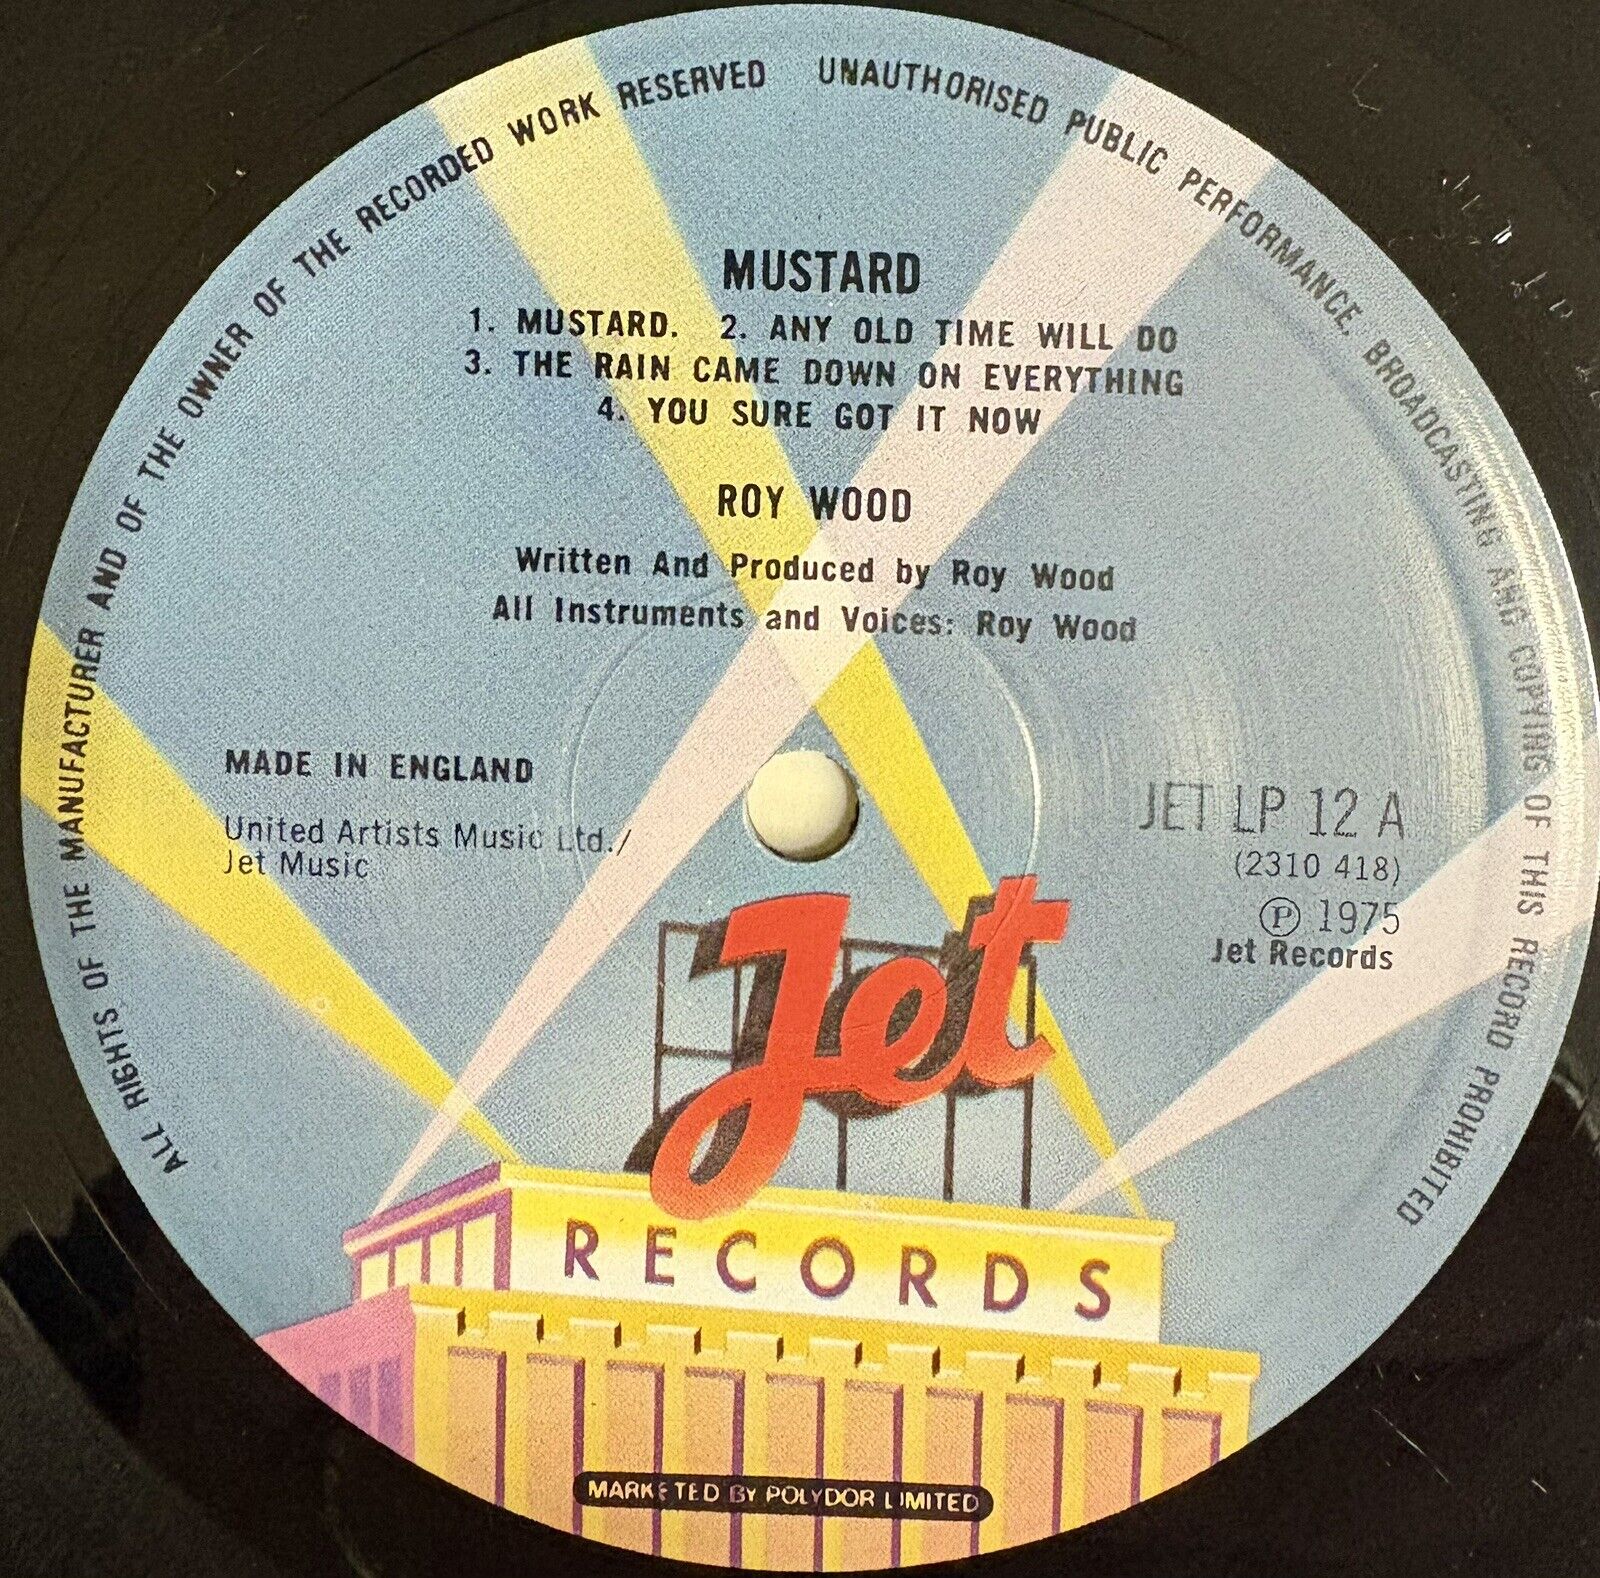 ALL RIGHTS OF THE MANUFACTURER AND OF THE OWNER OF THE RECORDED WORK RESERVED UNAUTHORISED PUBLIC PERFORMANCE, BROADCASTING AND COPYING OF THIS RECORD PROHIBITED
MUSTARD
1. MUSTARD. 2. ANY OLD TIME WILL DO
3. THE RAIN CAME DOWN ON EVERYTHING
4. YOU SURE GOT IT NOW
ROY WOOD
Written And Produced by Roy Wood
All Instruments and Voices: Roy Wood
MADE IN ENGLAND
United Artists Music Ltd./
Jet Music
JET LP 12 A
(2310 418)
Ⓟ 1975
Jet Records
Jet
RECORDS
MARKETED BY POLYDOR LIMITED